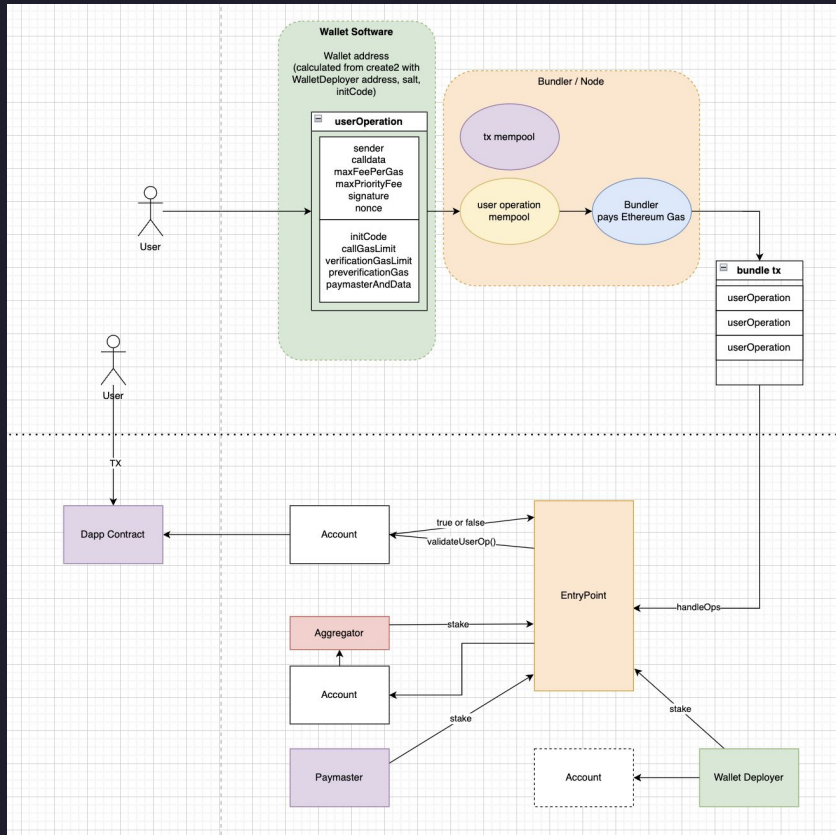 Wallet Software
Wallet address
(calculated from create2 with
WalletDeployer address, salt,
initCode)
userOperation
sender
calldata
maxFeePerGas
maxPriorityFee
signature
nonce
initCode
callGasLimit
verificationGasLimit
preverificationGas
paymasterAndData
Bundler / Node
tx mempool
user operation
mempool
Bundler
pays Ethereum Gas
User
bundle tx
userOperation
userOperation
userOperation
User
TX
Dapp Contract
Account
true or false
validateUserOp()
EntryPoint
handleOps
Aggregator
stake
Account
stake
stake
Paymaster
Account
Wallet Deployer